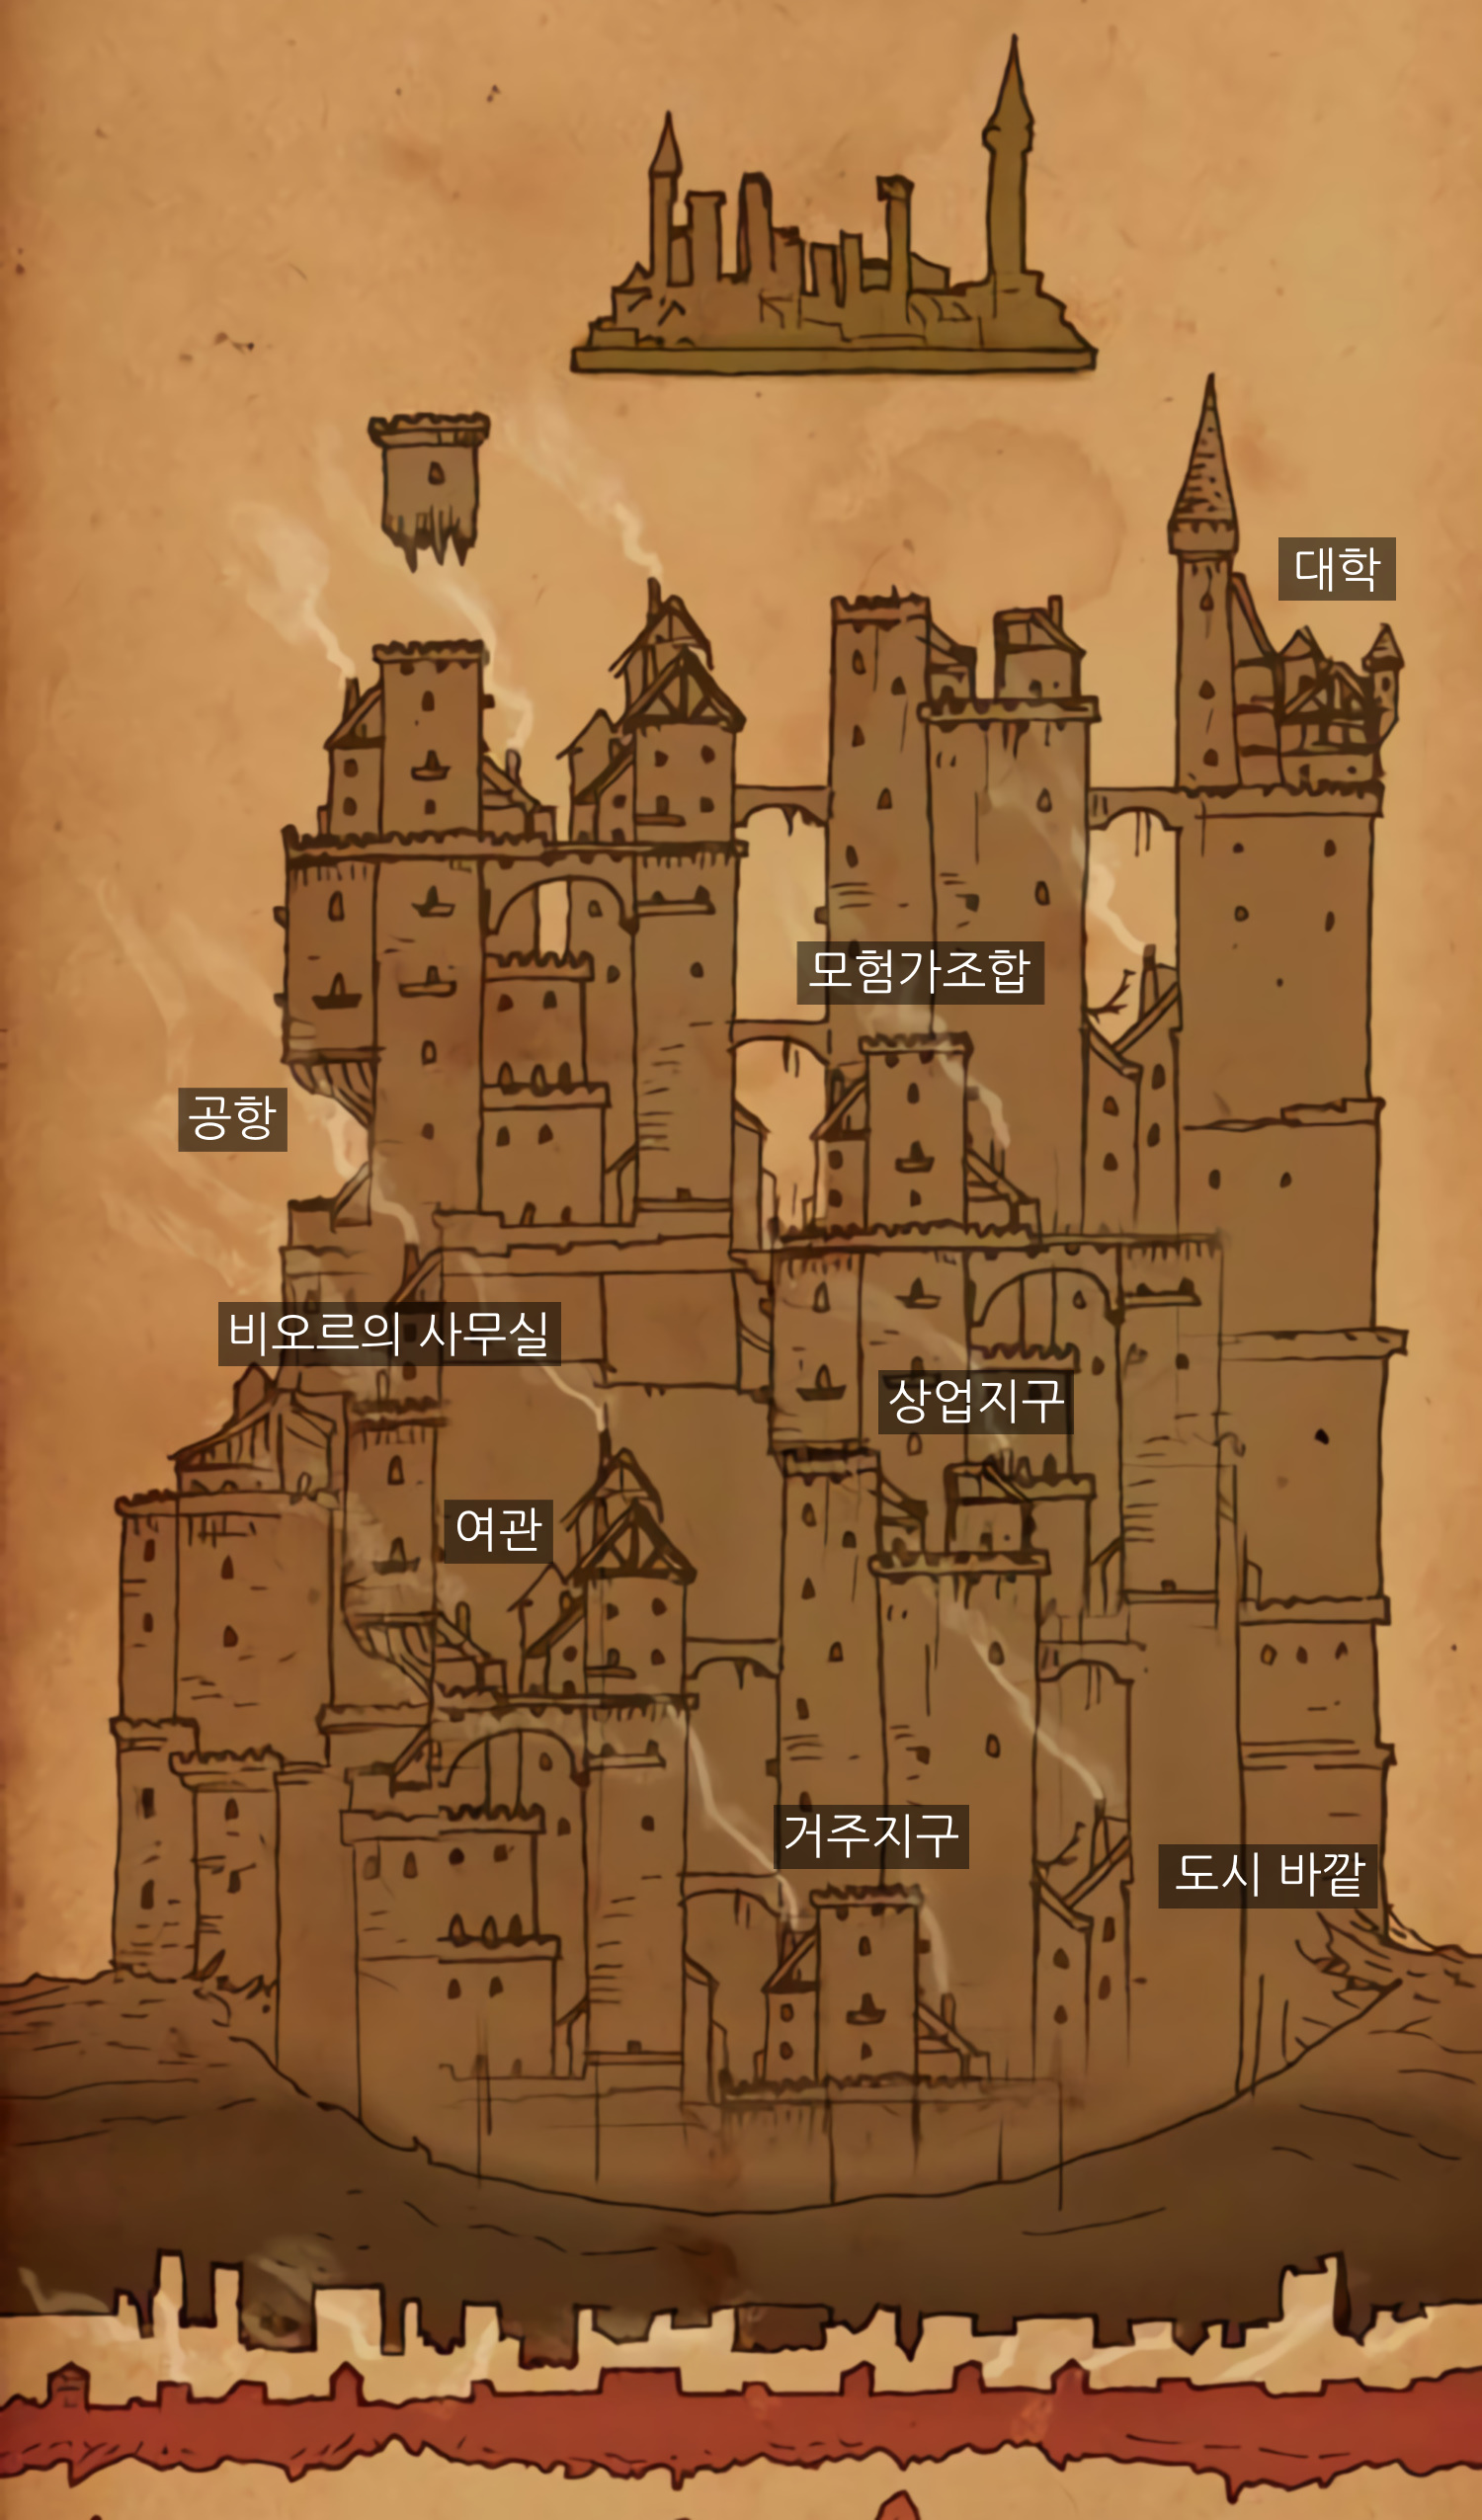 대학
모험가조합
공항
비오르의 사무실
상업지구
여관
거주지구
도시 바깥